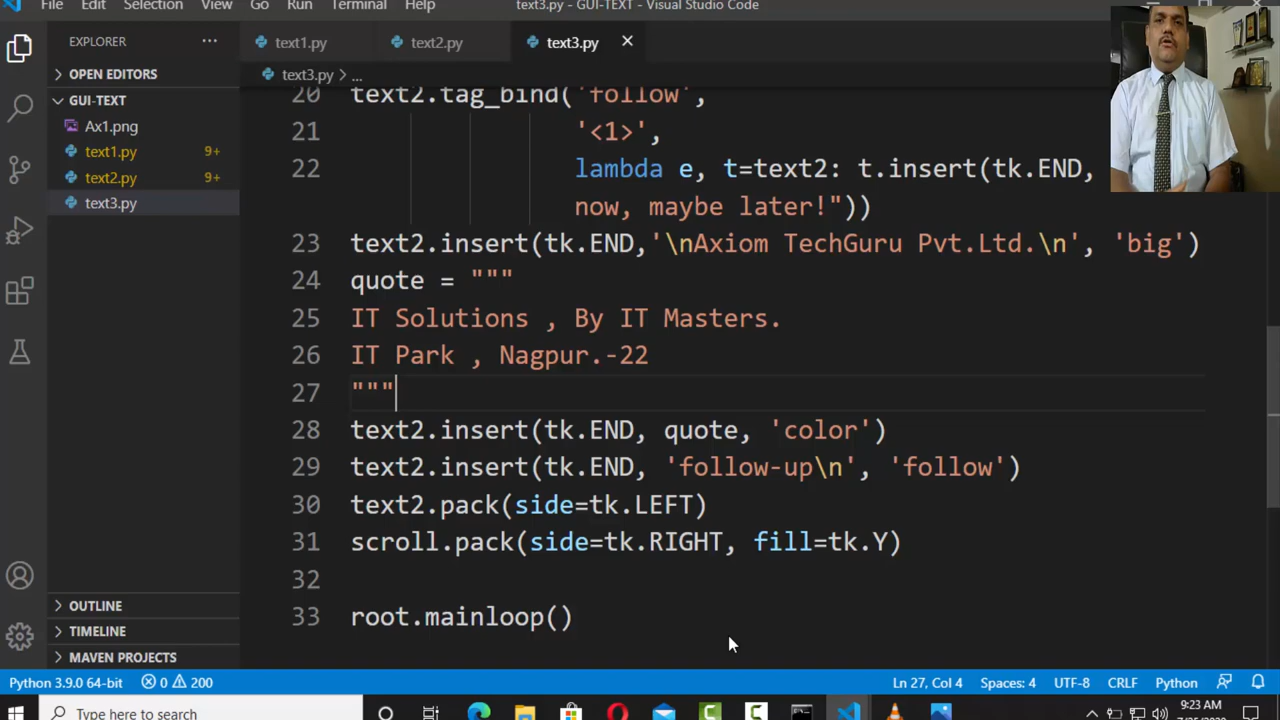 File Edit Selection View Go Run Terminal Help text3.py - GUI-TEXT - Visual Studio Code
EXPLORER ... text1.py text2.py text3.py
OPEN EDITORS
text3.py > ...
GUI-TEXT
Ax1.png
text1.py 9+
text2.py 9+
text3.py
20 text2.tag_bind('follow',
21 '<1>',
22 lambda e, t=text2: t.insert(tk.END,
now, maybe later!"))
23 text2.insert(tk.END,'\nAxiom TechGuru Pvt.Ltd.\n', 'big')
24 quote = """
25 IT Solutions , By IT Masters.
26 IT Park , Nagpur.-22
27 """
28 text2.insert(tk.END, quote, 'color')
29 text2.insert(tk.END, 'follow-up\n', 'follow')
30 text2.pack(side=tk.LEFT)
31 scroll.pack(side=tk.RIGHT, fill=tk.Y)
32
33 root.mainloop()
OUTLINE
TIMELINE
MAVEN PROJECTS
Python 3.9.0 64-bit 0 200 Ln 27, Col 4 Spaces: 4 UTF-8 CRLF Python
Type here to search
9:23 AM